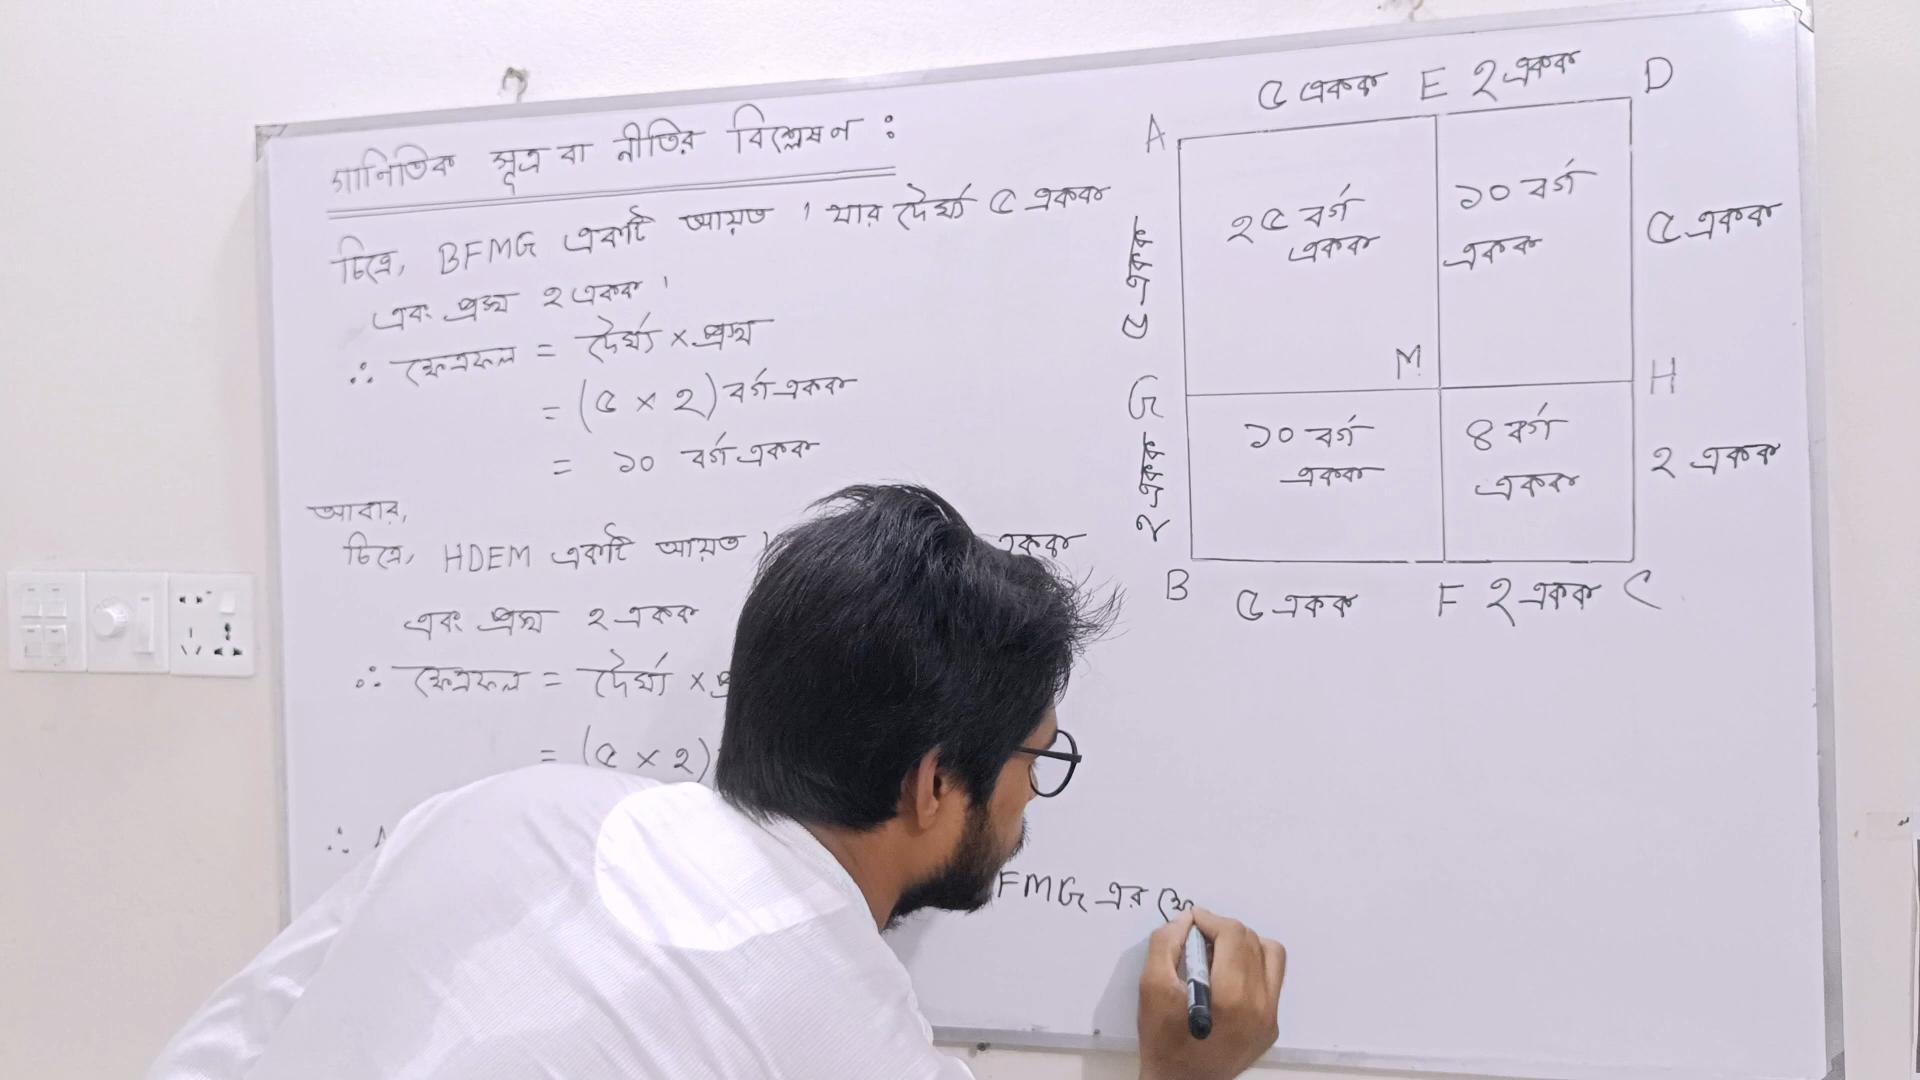 গানিতিক সূত্র বা নীতির বিশ্লেষণ :
চিত্রে, BFMG একটি আয়ত । যার দৈর্ঘ্য ৫ একক
এবং প্রস্থ ২ একক ।
∴ ক্ষেত্রফল = দৈর্ঘ্য × প্রস্থ
= (৫ × ২) বর্গ একক
= ১০ বর্গ একক
আবার,
চিত্রে, HDEM একটি আয়ত । একক
এবং প্রস্থ ২ একক
∴ ক্ষেত্রফল = দৈর্ঘ্য ×
= (৫ × ২)
∴ A
FMG এর ক্ষে
৫ একক E ২ একক D
A
২৫ বর্গ একক
১০ বর্গ একক
৫ একক
৫ একক
M
G
H
১০ বর্গ একক
৪ বর্গ একক
২ একক
২ একক
B ৫ একক F ২ একক C